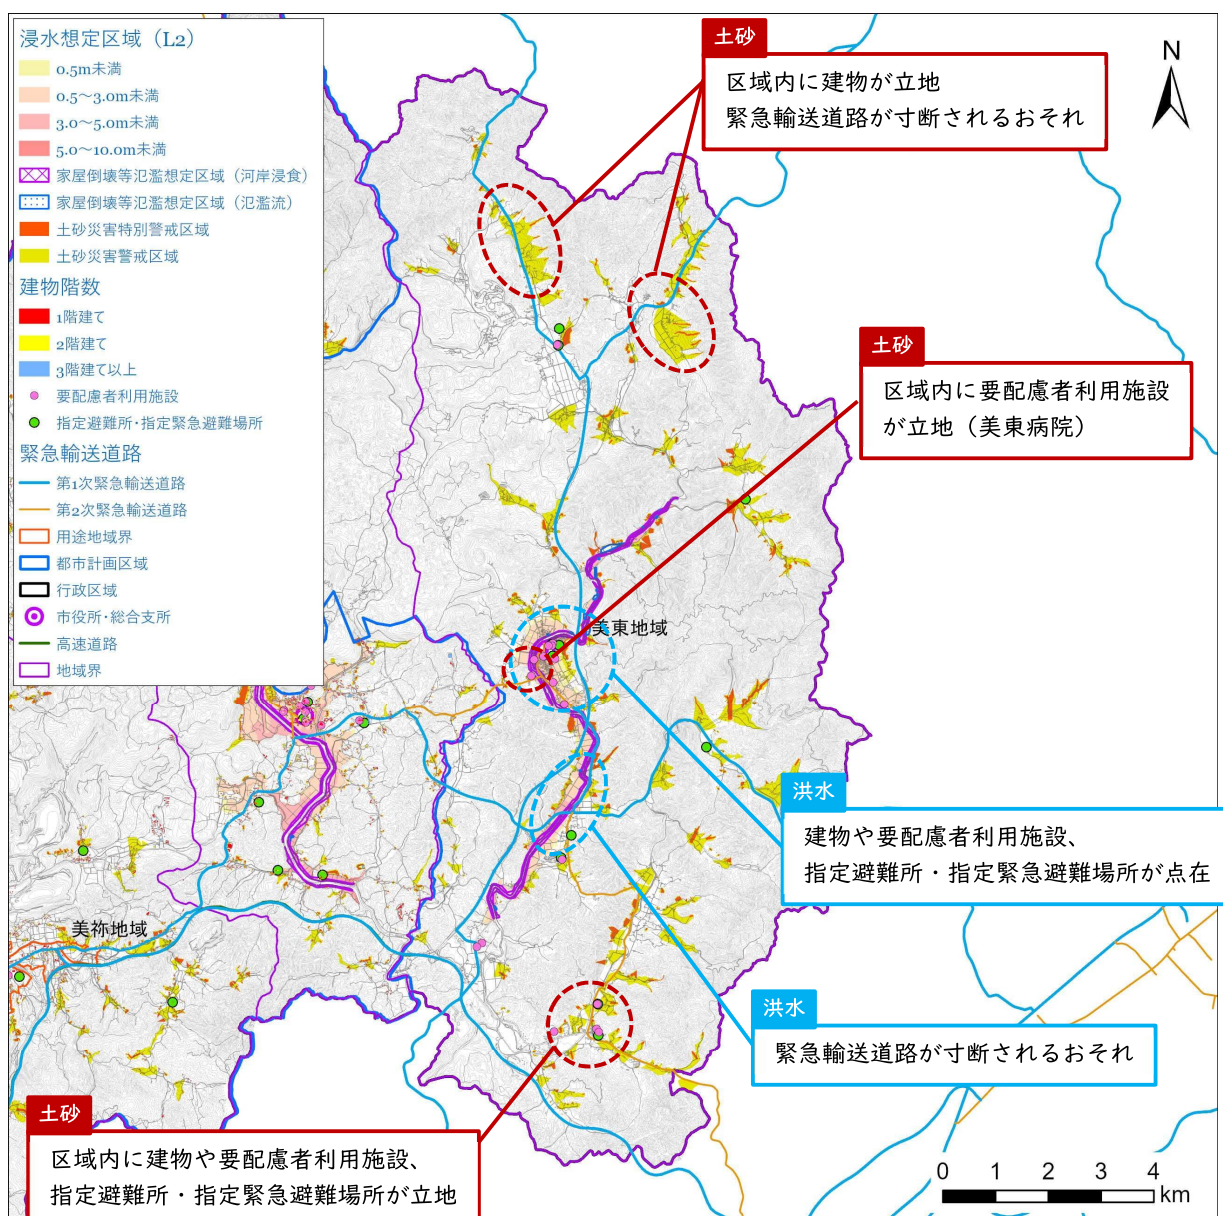 浸水想定区域（L2）
0.5m未満
0.5～3.0m未満
3.0～5.0m未満
5.0～10.0m未満
家屋倒壊等氾濫想定区域（河岸浸食）
家屋倒壊等氾濫想定区域（氾濫流）
土砂災害特別警戒区域
土砂災害警戒区域
建物階数
1階建て
2階建て
3階建て以上
要配慮者利用施設
指定避難所・指定緊急避難場所
緊急輸送道路
第1次緊急輸送道路
第2次緊急輸送道路
用途地域界
都市計画区域
行政区域
市役所・総合支所
高速道路
地域界
土砂
区域内に建物が立地
緊急輸送道路が寸断されるおそれ
N
土砂
区域内に要配慮者利用施設
が立地（美東病院）
美東地域
洪水
建物や要配慮者利用施設、
指定避難所・指定緊急避難場所が点在
美祢地域
洪水
緊急輸送道路が寸断されるおそれ
土砂
区域内に建物や要配慮者利用施設、
指定避難所・指定緊急避難場所が立地
0 1 2 3 4
km